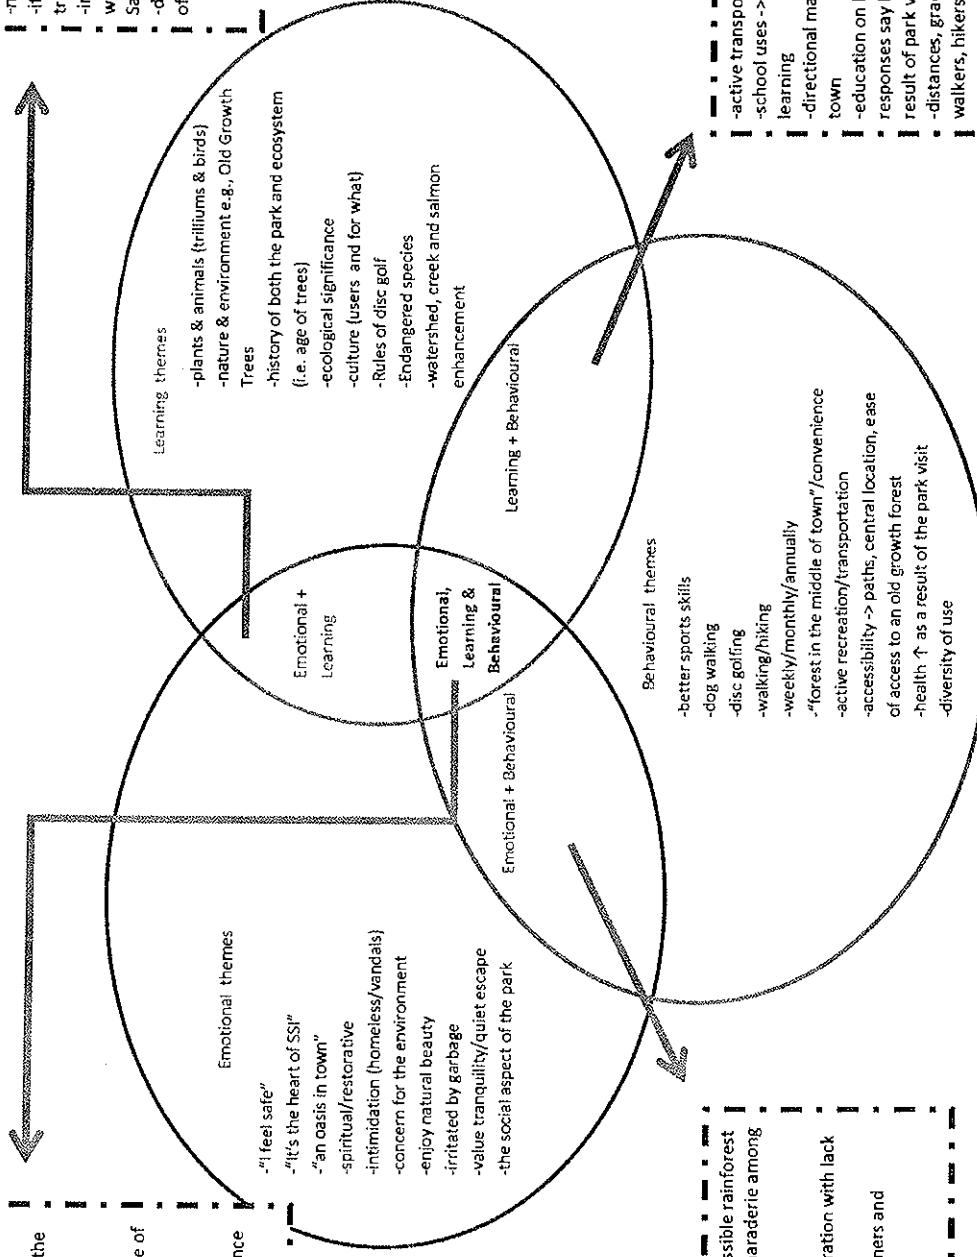 the
e of
nce
Emotional themes
-"I feel safe"
-"It's the heart of SSI"
-"an oasis in town"
-spiritual/restorative
-intimidation (homeless/vandals)
-concern for the environment
-enjoy natural beauty
-irritated by garbage
-value tranquility/quiet escape
-the social aspect of the park
Emotional +
Learning
Emotional,
Learning &
Behavioural
Emotional + Behavioural
Learning + Behavioural
Learning themes
-plants & animals (trilliums & birds)
-nature & environment e.g., Old Growth
Trees
-history of both the park and ecosystem
(i.e. age of trees)
-ecological significance
-culture (users and for what)
-Rules of disc golf
-Endangered species
-watershed, creek and salmon
enhancement
Behavioural themes
-better sports skills
-dog walking
-disc golfing
-walking/hiking
-weekly/monthly/annually
-"forest in the middle of town"/convenience
-active recreation/transportation
-accessibility -> paths, central location, ease
of access to an old growth forest
-health ↑ as a result of the park visit
-diversity of use
ssible rainforest
araderie among
ration with lack
ners and
-active transpo
-school uses ->
learning
-directional ma
town
-education on
responses say
result of park v
-distances, gra
walkers, hikers
-if
tr
-i
w
Sa
-d
of